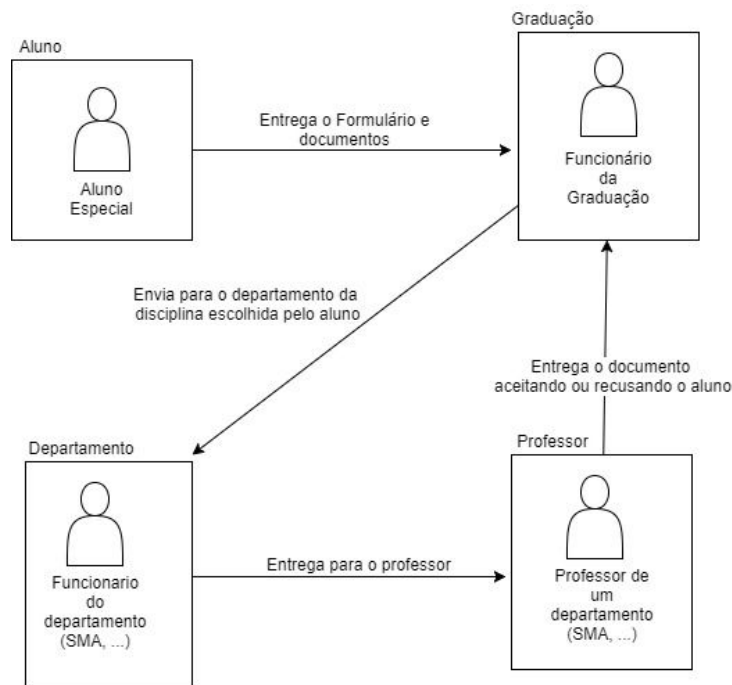 Aluno
Aluno
Especial
Entrega o Formulário e
documentos
Graduação
Funcionário
da
Graduação
Envia para o departamento da
disciplina escolhida pelo aluno
Entrega o documento
aceitando ou recusando o aluno
Departamento
Funcionario
do
departamento
(SMA, ...)
Entrega para o professor
Professor
Professor de
um
departamento
(SMA, ...)